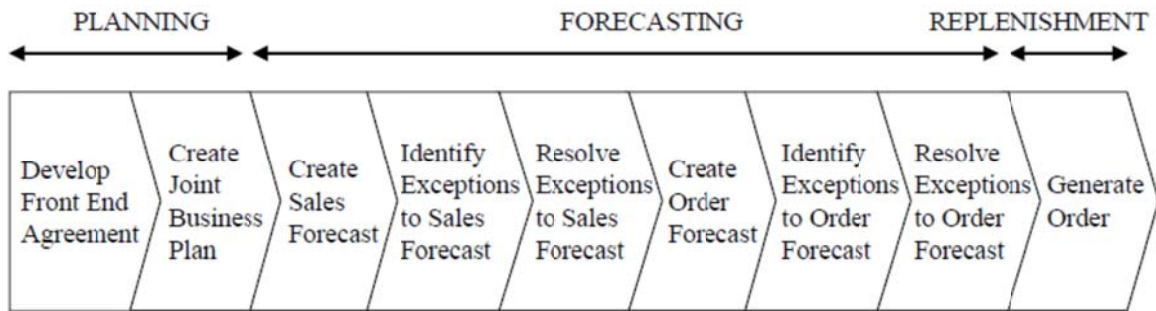 PLANNING
FORECASTING
REPLENISHMENT
Develop
Front End
Agreement
Create
Joint
Business
Plan
Create
Sales
Forecast
Identify
Exceptions
to Sales
Forecast
Resolve
Exceptions
to Sales
Forecast
Create
Order
Forecast
Identify
Exceptions
to Order
Forecast
Resolve
Exceptions
to Order
Forecast
Generate
Order